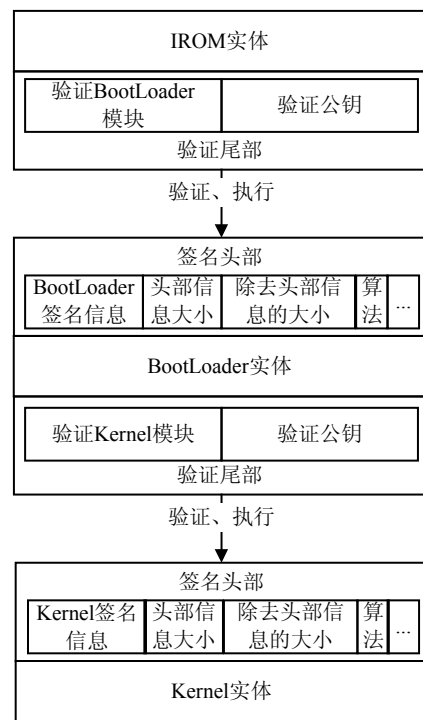 IROM实体
验证BootLoader 验证公钥
模块
验证尾部
验证、执行
签名头部
BootLoader 头部信 除去头部信 算 ...
签名信息 息大小 息的大小 法
BootLoader实体
验证Kernel模块 验证公钥
验证尾部
验证、执行
签名头部
Kernel签名 头部信 除去头部信 算 ...
信息 息大小 息的大小 法
Kernel实体